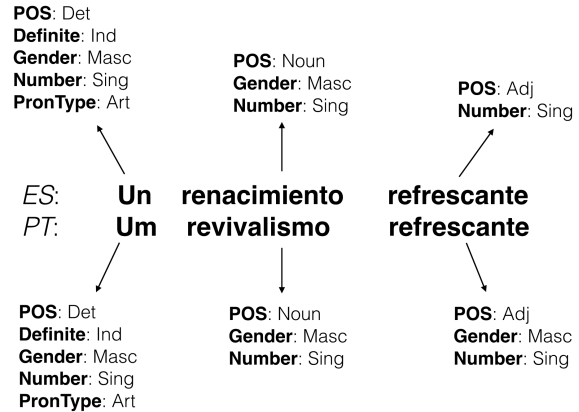 POS: Det
Definite: Ind
Gender: Masc
Number: Sing
PronType: Art
POS: Noun
Gender: Masc
Number: Sing
POS: Adj
Number: Sing
ES: Un renacimiento refrescante
PT: Um revivalismo refrescante
POS: Det
Definite: Ind
Gender: Masc
Number: Sing
PronType: Art
POS: Noun
Gender: Masc
Number: Sing
POS: Adj
Gender: Masc
Number: Sing